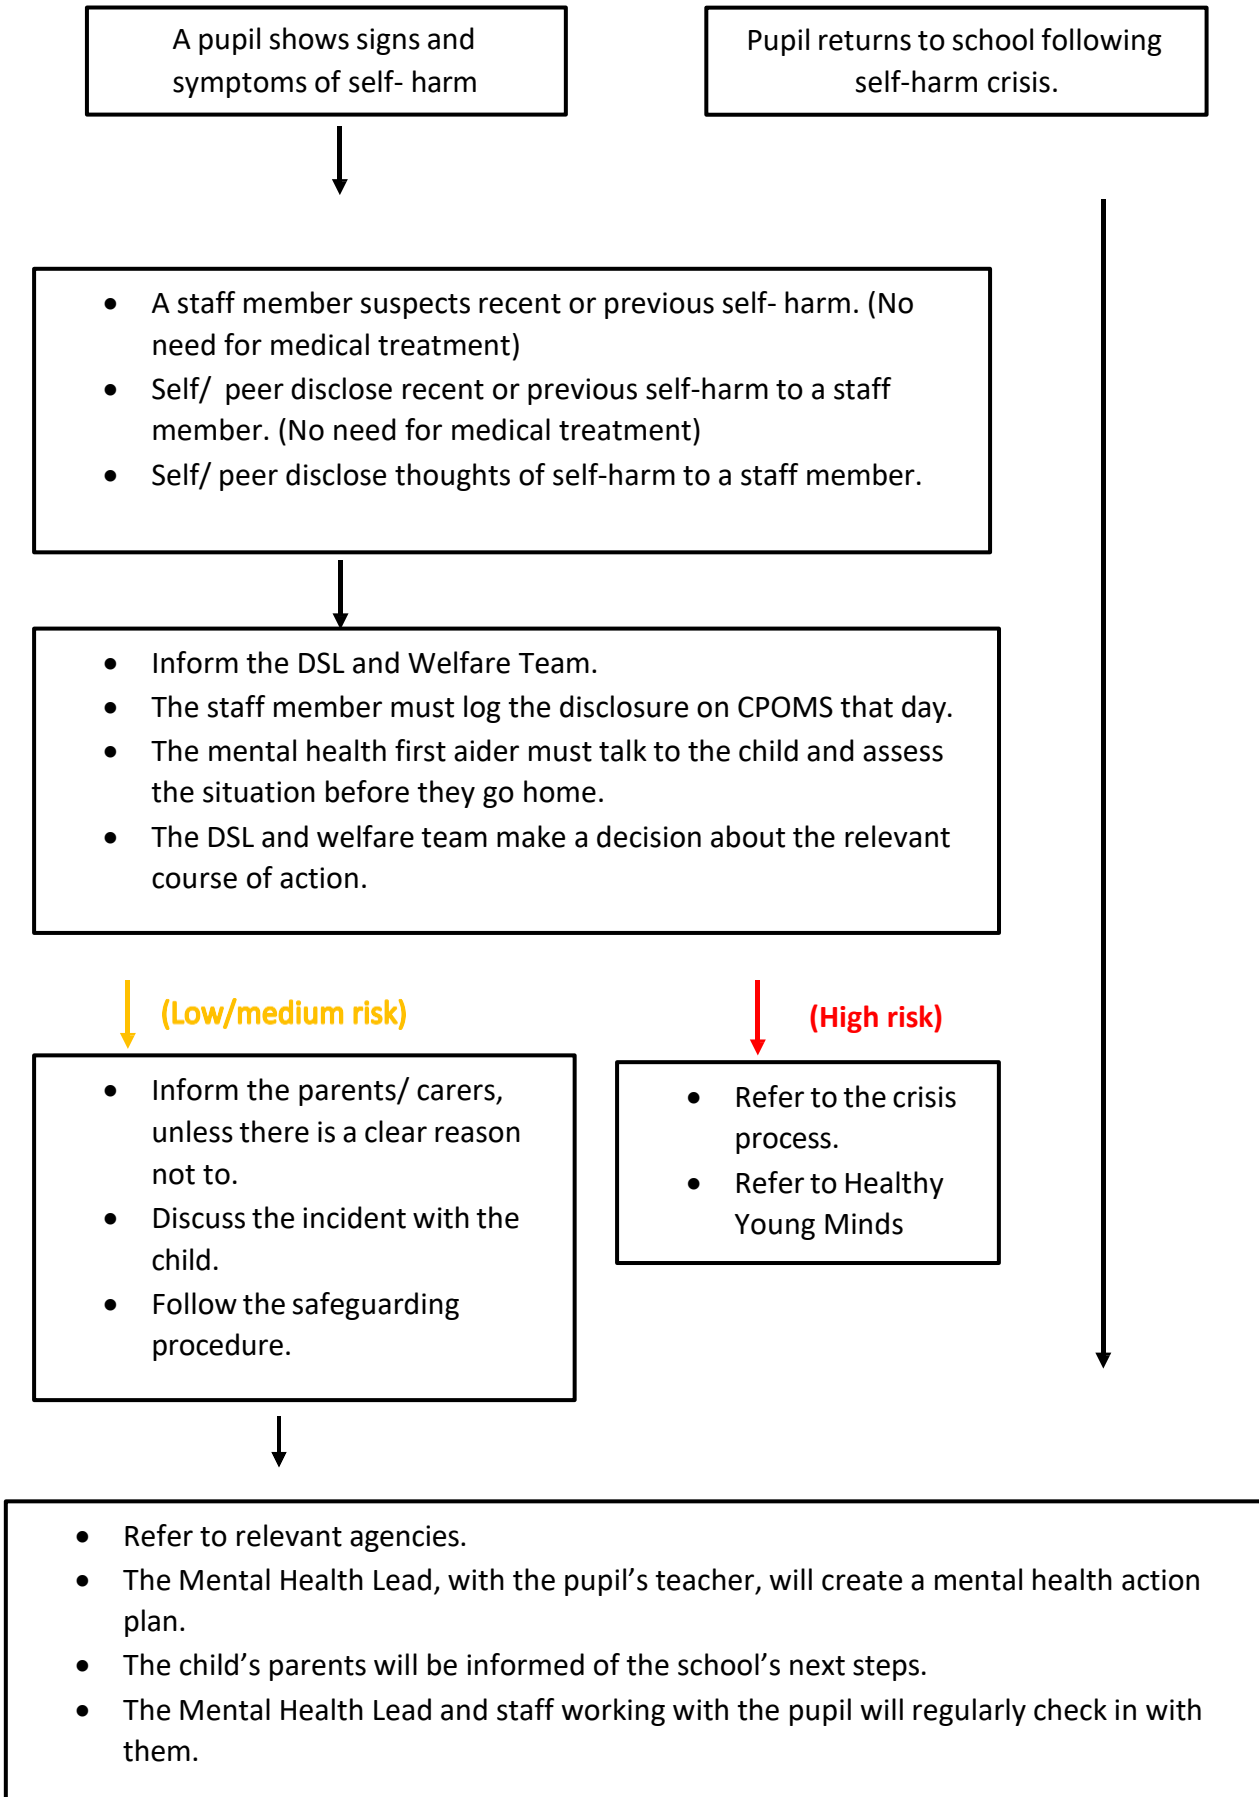 A pupil shows signs and
symptoms of self- harm
Pupil returns to school following
self-harm crisis.
• A staff member suspects recent or previous self- harm. (No
need for medical treatment)
• Self/ peer disclose recent or previous self-harm to a staff
member. (No need for medical treatment)
• Self/ peer disclose thoughts of self-harm to a staff member.
• Inform the DSL and Welfare Team.
• The staff member must log the disclosure on CPOMS that day.
• The mental health first aider must talk to the child and assess
the situation before they go home.
• The DSL and welfare team make a decision about the relevant
course of action.
(Low/medium risk)
(High risk)
• Inform the parents/ carers,
unless there is a clear reason
not to.
• Discuss the incident with the
child.
• Follow the safeguarding
procedure.
• Refer to the crisis
process.
• Refer to Healthy
Young Minds
• Refer to relevant agencies.
• The Mental Health Lead, with the pupil’s teacher, will create a mental health action
plan.
• The child’s parents will be informed of the school’s next steps.
• The Mental Health Lead and staff working with the pupil will regularly check in with
them.